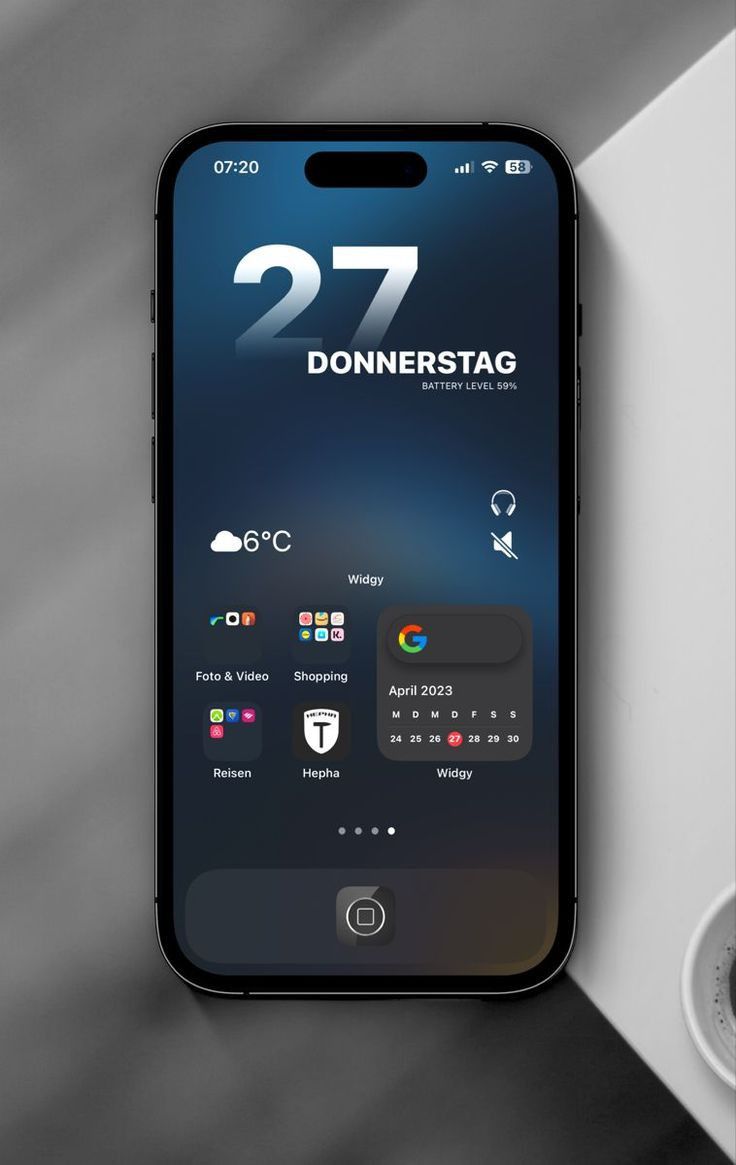 07:20
58
27
DONNERSTAG
BATTERY LEVEL 59%
6°C
Widgy
Foto & Video
Shopping
K.
G
April 2023
M D M D F S S
24 25 26 27 28 29 30
Reisen
HEPHA
T
Hepha
Widgy